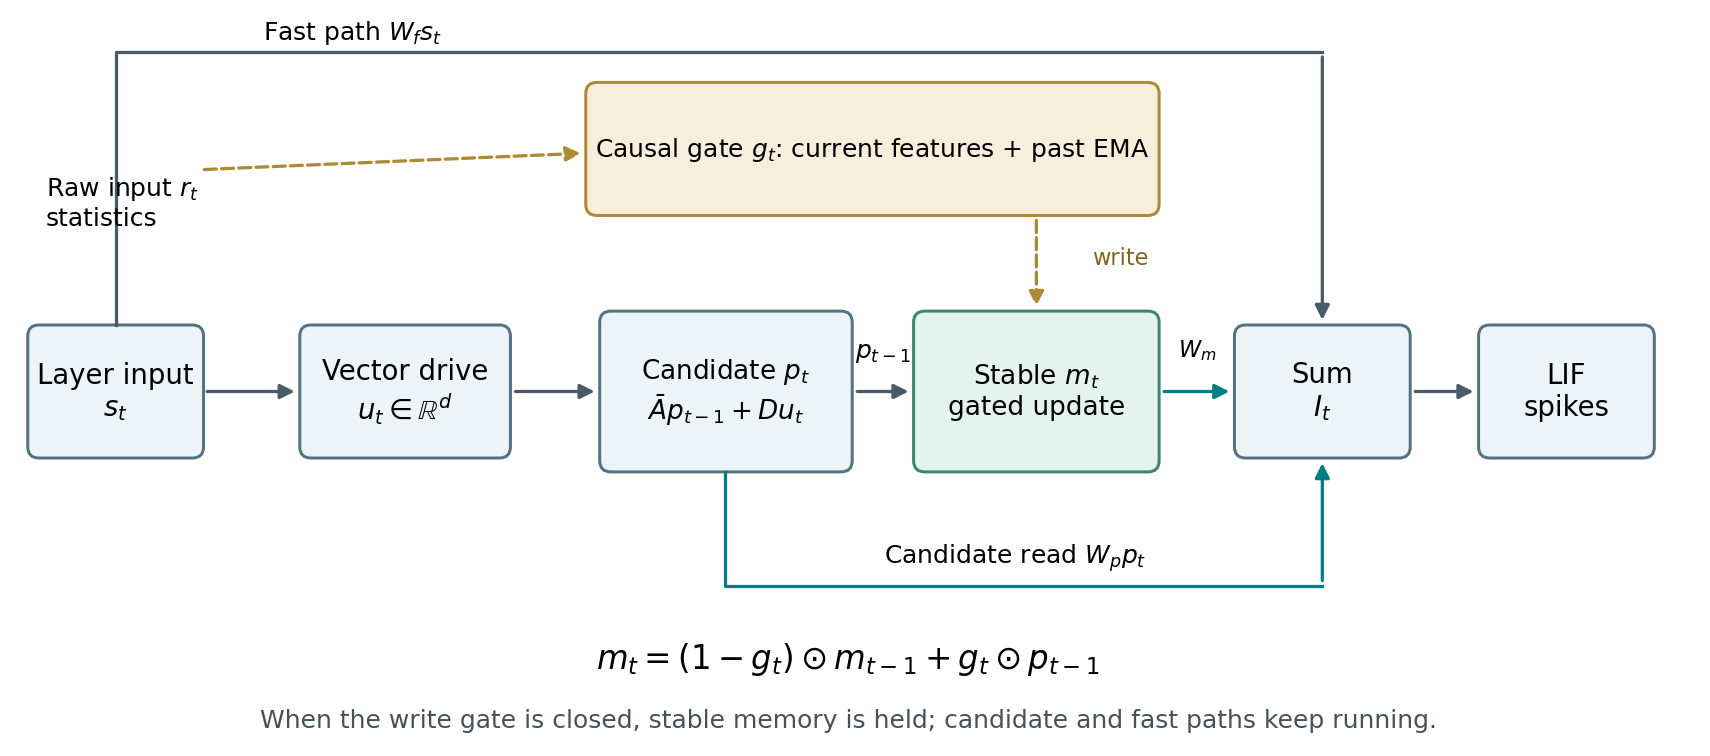 Fast path W_f s_t
Causal gate g_t: current features + past EMA
Raw input r_t
statistics
write
Layer input
s_t
Vector drive
u_t ∈ ℝ^d
Candidate p_t
Āp_{t−1} + Du_t
p_{t−1}
Stable m_t
gated update
W_m
Sum
I_t
LIF
spikes
Candidate read W_p p_t
m_t = (1 − g_t) ⊙ m_{t−1} + g_t ⊙ p_{t−1}
When the write gate is closed, stable memory is held; candidate and fast paths keep running.